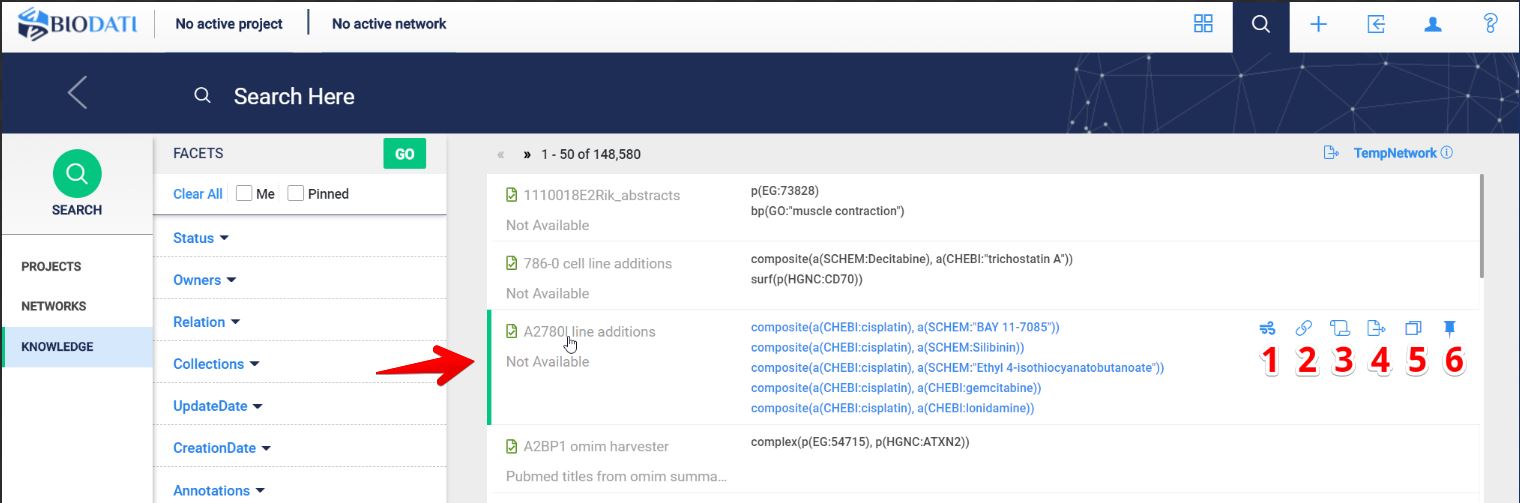 BIODATI
No active project
No active network
Search Here
SEARCH
PROJECTS
NETWORKS
KNOWLEDGE
FACETS
GO
Clear All
Me
Pinned
Status
Owners
Relation
Collections
UpdateDate
CreationDate
Annotations
« » 1 - 50 of 148,580
TempNetwork
1110018E2Rik_abstracts
Not Available
p(EG:73828)
bp(GO:"muscle contraction")
786-0 cell line additions
Not Available
composite(a(SCHEM:Decitabine), a(CHEBI:"trichostatin A"))
surf(p(HGNC:CD70))
A2780 line additions
Not Available
composite(a(CHEBI:cisplatin), a(SCHEM:"BAY 11-7085"))
composite(a(CHEBI:cisplatin), a(SCHEM:Silibinin))
composite(a(CHEBI:cisplatin), a(SCHEM:"Ethyl 4-isothiocyanatobutanoate"))
composite(a(CHEBI:cisplatin), a(CHEBI:gemcitabine))
composite(a(CHEBI:cisplatin), a(CHEBI:lonidamine))
1 2 3 4 5 6
A2BP1 omim harvester
Pubmed titles from omim summa...
complex(p(EG:54715), p(HGNC:ATXN2))